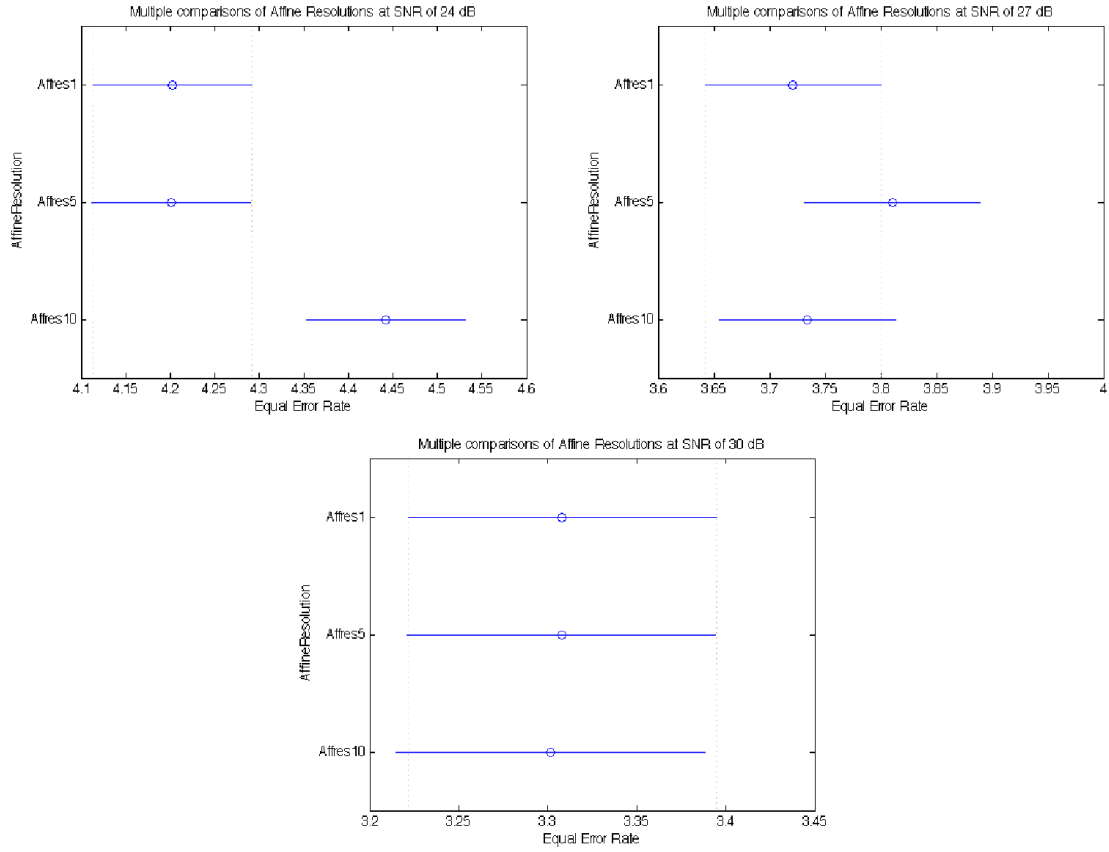 Multiple comparisons of Affine Resolutions at SNR of 24 dB
Affres1
Affres5
Affres10
AffineResolution
4.1 4.15 4.2 4.25 4.3 4.35 4.4 4.45 4.5 4.55 4.6
Equal Error Rate
Multiple comparisons of Affine Resolutions at SNR of 27 dB
Affres1
Affres5
Affres10
AffineResolution
3.6 3.65 3.7 3.75 3.8 3.85 3.9 3.95 4
Equal Error Rate
Multiple comparisons of Affine Resolutions at SNR of 30 dB
Affres1
Affres5
Affres10
AffineResolution
3.2 3.25 3.3 3.35 3.4 3.45
Equal Error Rate